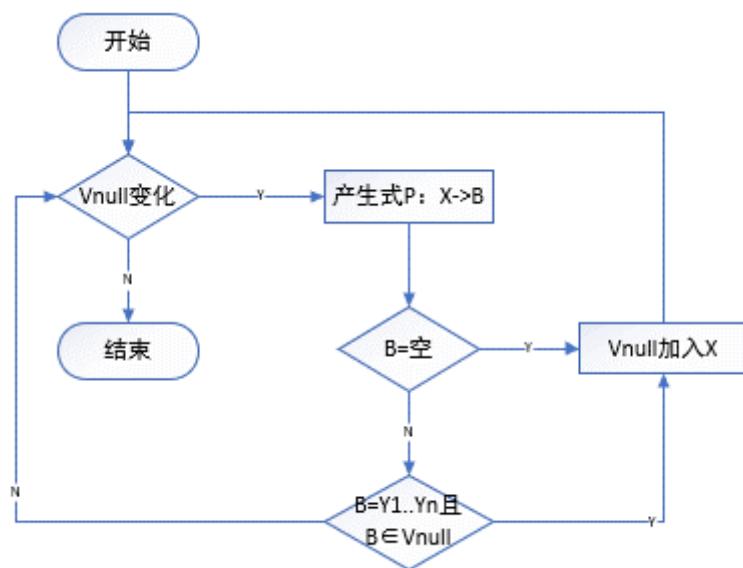 开始
Vnull变化
Y
产生式P：X->B
N
结束
B=空
Y
Vnull加入X
N
N
B=Y1..Yn且
B∈Vnull
Y